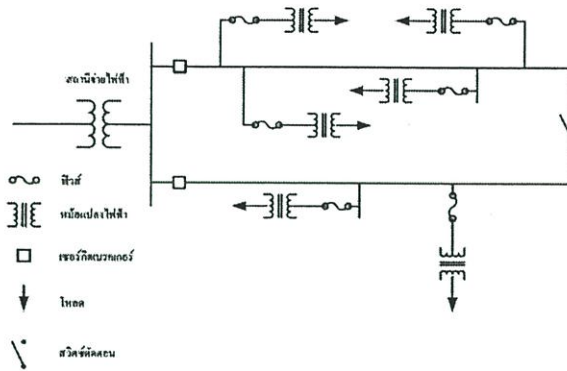 สถานีจ่ายไฟฟ้า
ฟิวส์
หม้อแปลงไฟฟ้า
เซอร์กิตเบรกเกอร์
โหลด
สวิตช์ตัดตอน